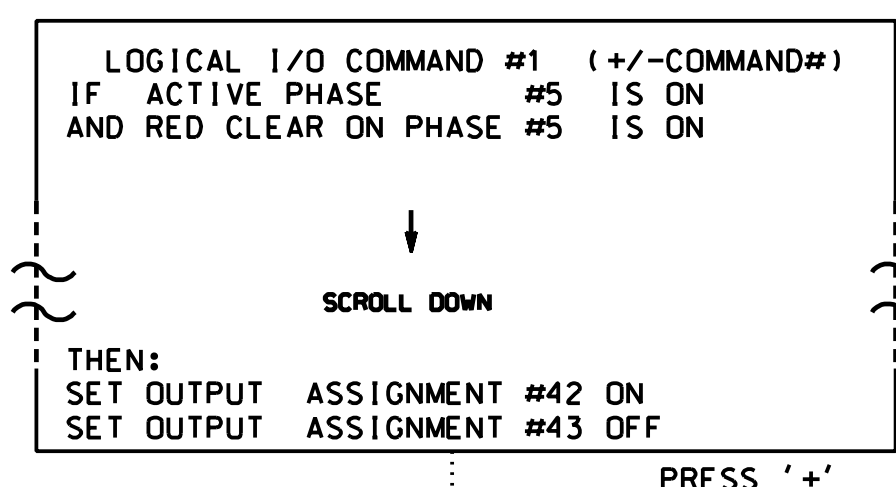 LOGICAL I/O COMMAND #1 (+/-COMMAND#)
IF ACTIVE PHASE #5 IS ON
AND RED CLEAR ON PHASE #5 IS ON
SCROLL DOWN
THEN:
SET OUTPUT ASSIGNMENT #42 ON
SET OUTPUT ASSIGNMENT #43 OFF
PRESS '+'